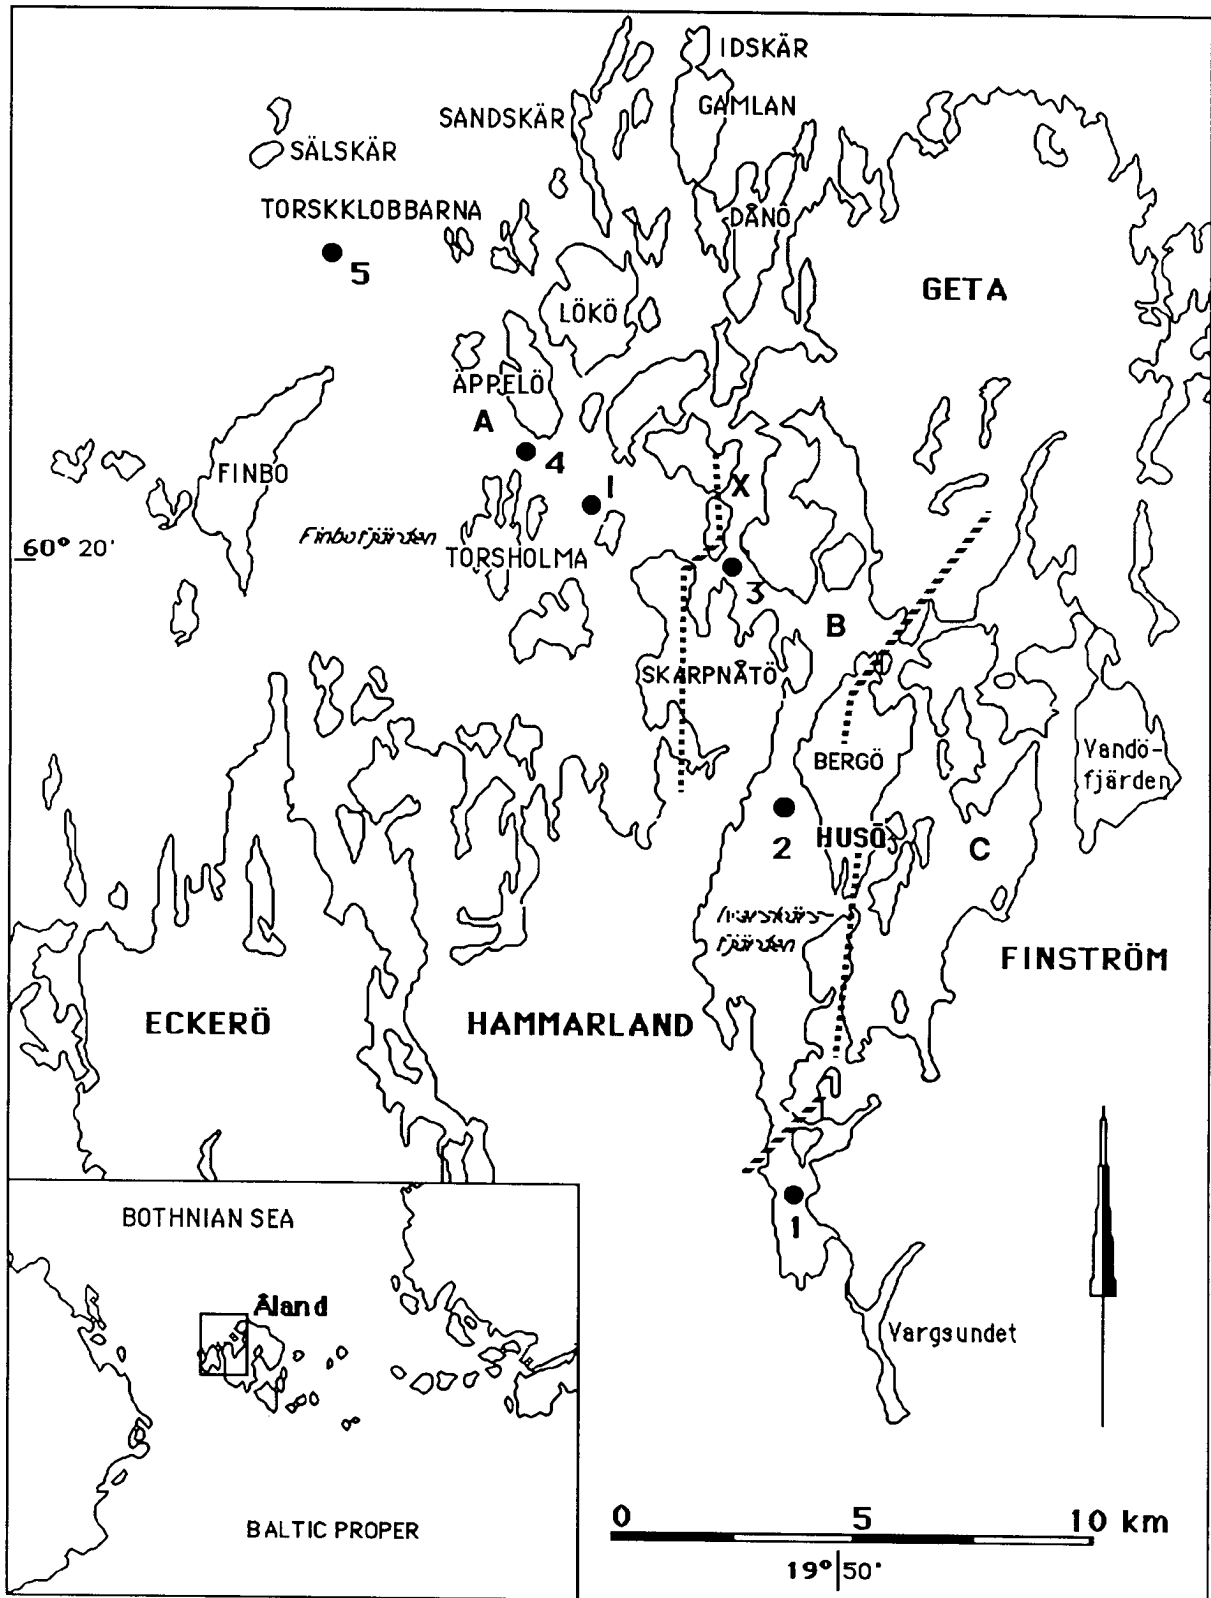 IDSKÄR
GAMLAN
SANDSKÄR
SÄLSKÄR
TORSKKLOBBARNA
DÅNÖ
5
GETA
LÖKÖ
ÄPPELÖ
A
4
FINBO
I
X
60° 20'
Finbofjärden
TORSHOLMA
3
B
SKARPNÅTÖ
BERGÖ
Vandö-
fjärden
2
HUSÖ
C
Ivarskärs-
fjärden
FINSTRÖM
ECKERÖ
HAMMARLAND
1
Vargsundet
BOTHNIAN SEA
Åland
BALTIC PROPER
0 5 10 km
19° 50'